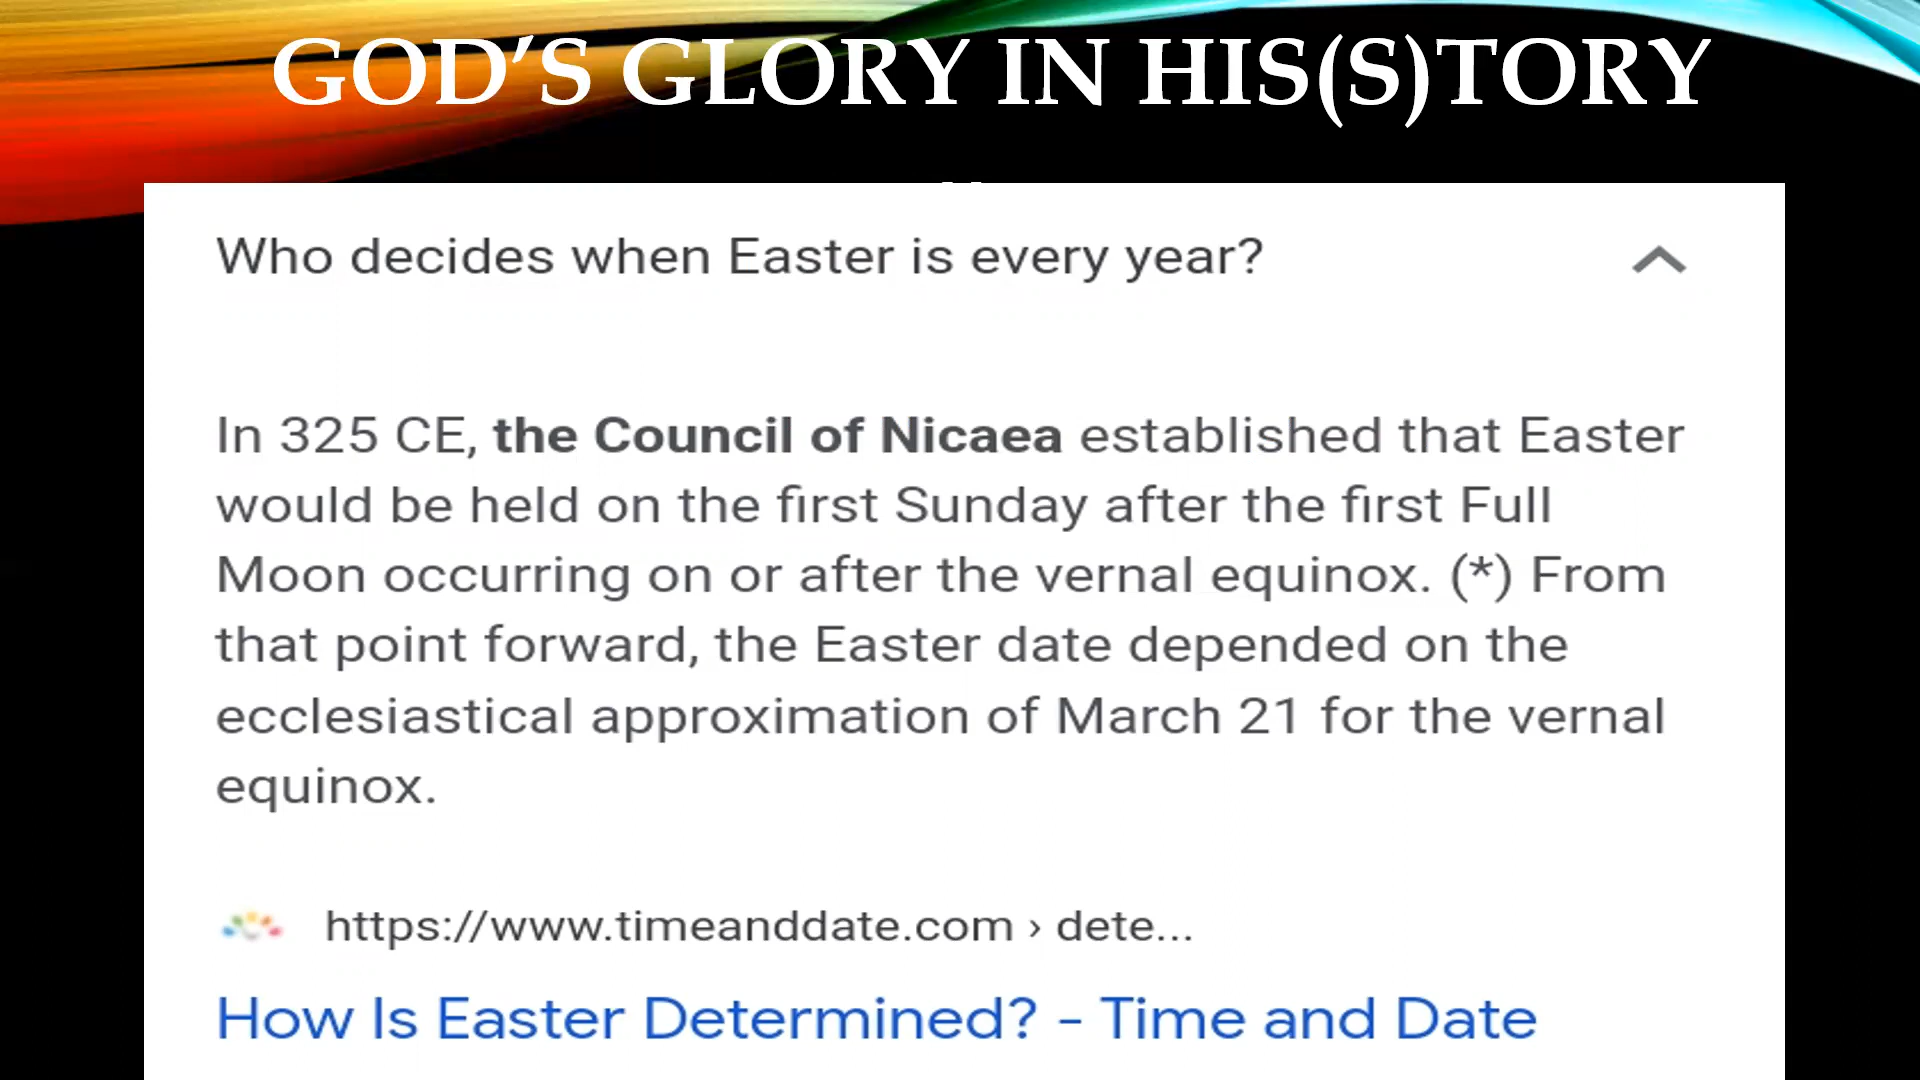 GOD’S GLORY IN HIS(S)TORY
Who decides when Easter is every year?
In 325 CE, the Council of Nicaea established that Easter
would be held on the first Sunday after the first Full
Moon occurring on or after the vernal equinox. (*) From
that point forward, the Easter date depended on the
ecclesiastical approximation of March 21 for the vernal
equinox.
https://www.timeanddate.com › dete...
How Is Easter Determined? - Time and Date